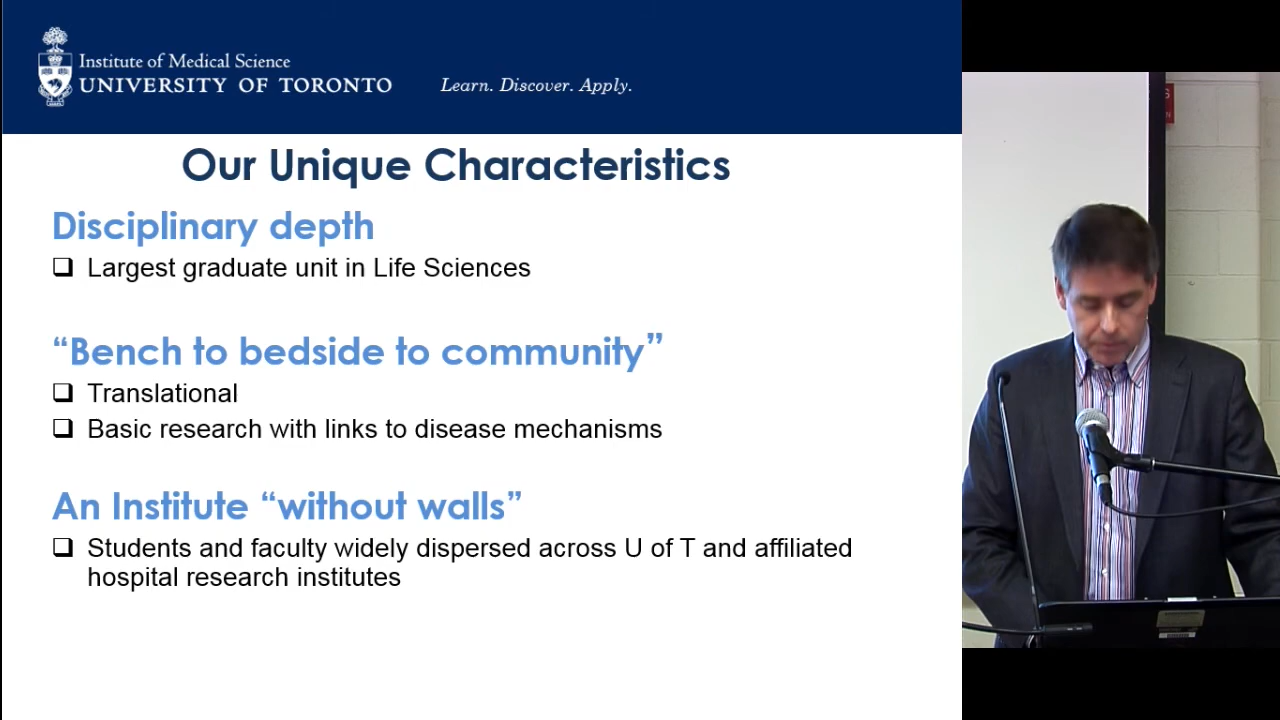 Institute of Medical Science
UNIVERSITY OF TORONTO
Learn. Discover. Apply.
Our Unique Characteristics
Disciplinary depth
❑ Largest graduate unit in Life Sciences
“Bench to bedside to community”
❑ Translational
❑ Basic research with links to disease mechanisms
An Institute “without walls”
❑ Students and faculty widely dispersed across U of T and affiliated
hospital research institutes